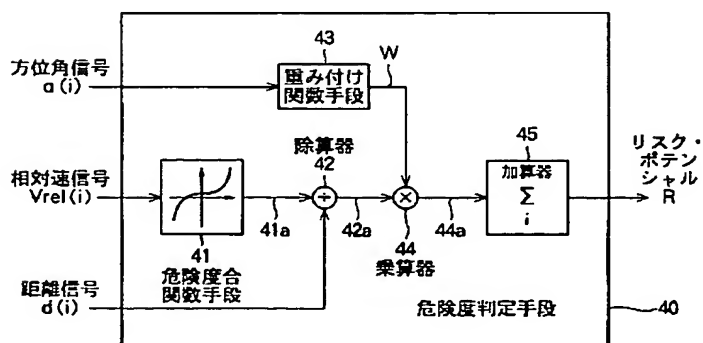 方位角信号
a(i)
43
重み付け
関数手段
W
相対速信号
Vrel(i)
41
危険度合
関数手段
41a
除算器
42
÷
42a
×
44
乗算器
44a
45
加算器
Σ
i
リスク・
ポテン
シャル
R
距離信号
d(i)
危険度判定手段
40